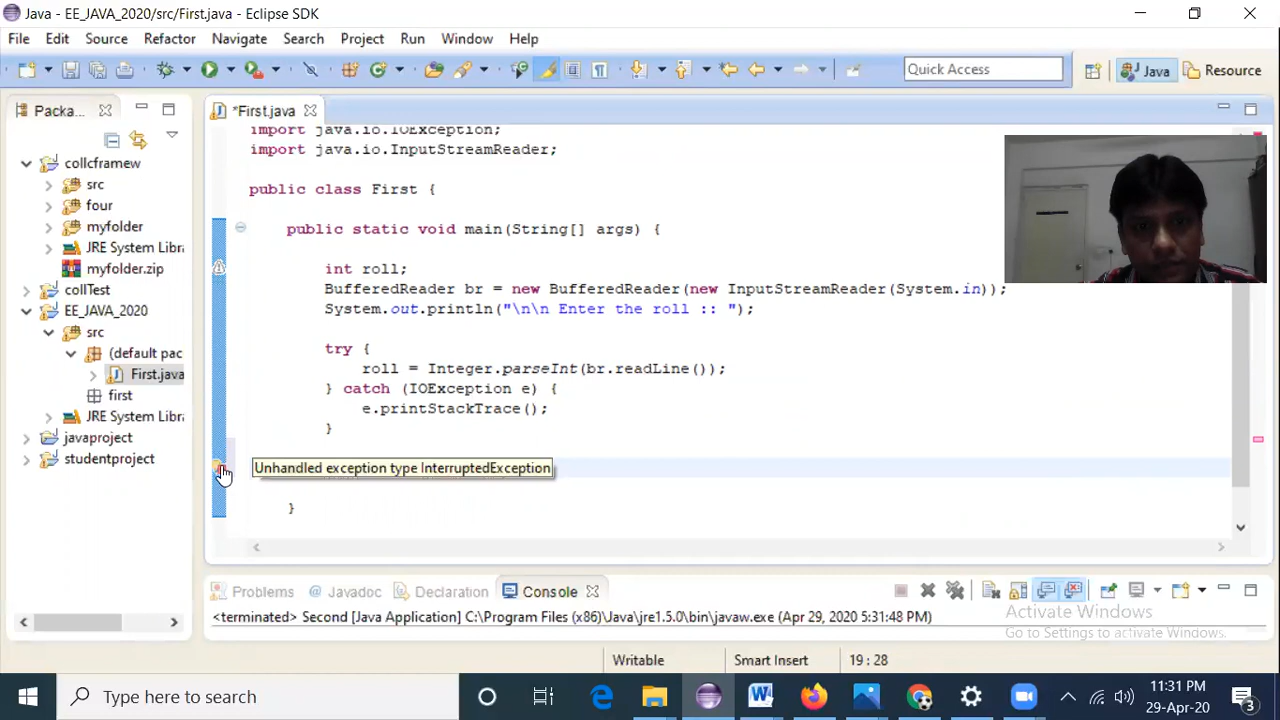 Java - EE_JAVA_2020/src/First.java - Eclipse SDK
File Edit Source Refactor Navigate Search Project Run Window Help
Quick Access
Java
Resource
Packa...
*First.java
import java.io.IOException;
import java.io.InputStreamReader;
public class First {
public static void main(String[] args) {
int roll;
BufferedReader br = new BufferedReader(new InputStreamReader(System.in));
System.out.println("\n\n Enter the roll :: ");
try {
roll = Integer.parseInt(br.readLine());
} catch (IOException e) {
e.printStackTrace();
}
Unhandled exception type InterruptedException
}
collcframew
src
four
myfolder
JRE System Libra
myfolder.zip
collTest
EE_JAVA_2020
src
(default pac
First.java
first
JRE System Libra
javaproject
studentproject
Problems @ Javadoc Declaration Console
<terminated> Second [Java Application] C:\Program Files (x86)\Java\jre1.5.0\bin\javaw.exe (Apr 29, 2020 5:31:48 PM)
Activate Windows
Go to Settings to activate Windows.
Writable Smart Insert 19 : 28
Type here to search
11:31 PM
29-Apr-20
3